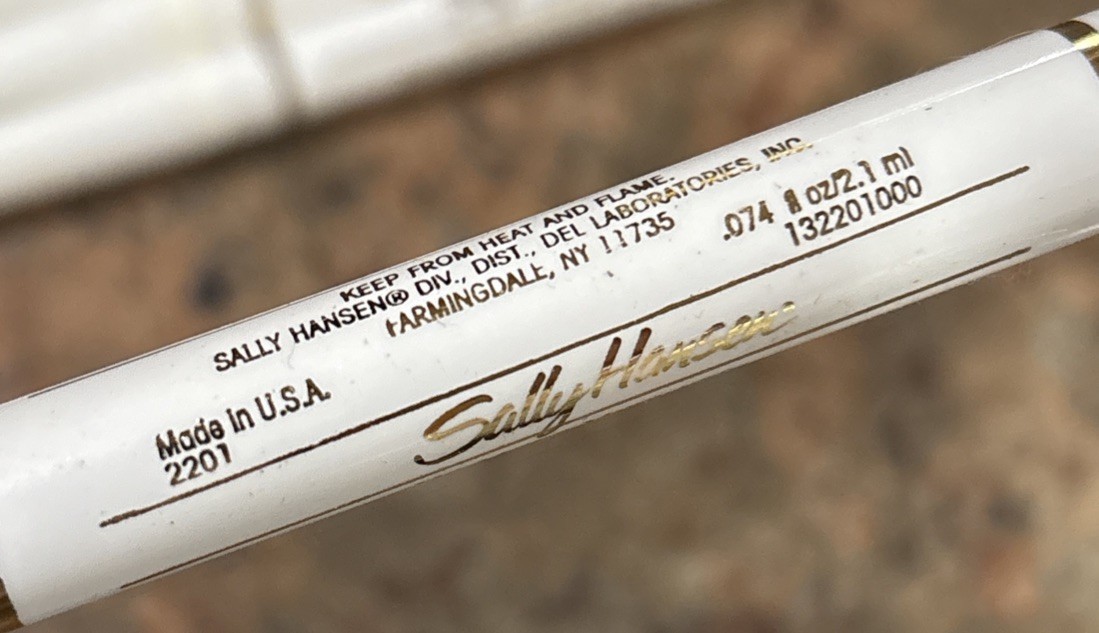 KEEP FROM HEAT AND FLAME.
SALLY HANSEN® DIV., DIST., DEL LABORATORIES, INC.
FARMINGDALE, NY 11735
.074 fl oz/2.1 ml
132201000
Made in U.S.A.
2201
Sally Hansen